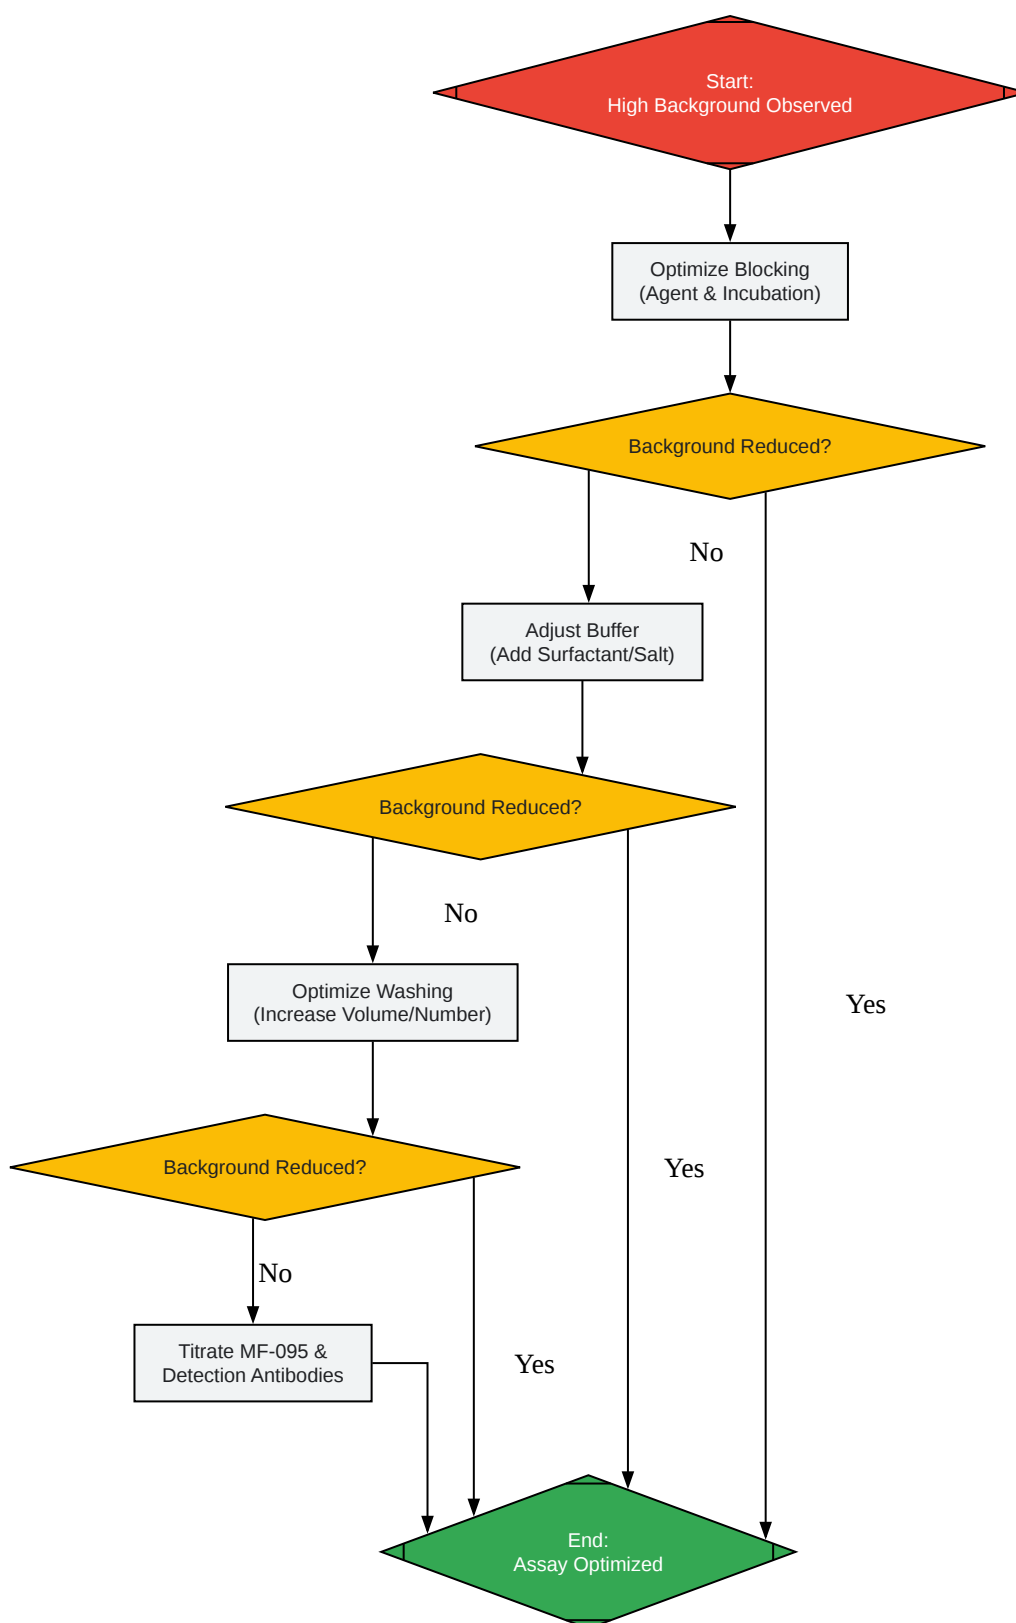 Start:
High Background Observed
Optimize Blocking
(Agent & Incubation)
Background Reduced?
No
Adjust Buffer
(Add Surfactant/Salt)
Background Reduced?
No
Optimize Washing
(Increase Volume/Number)
Yes
Background Reduced?
Yes
No
Titrate MF-095 &
Detection Antibodies
Yes
End:
Assay Optimized